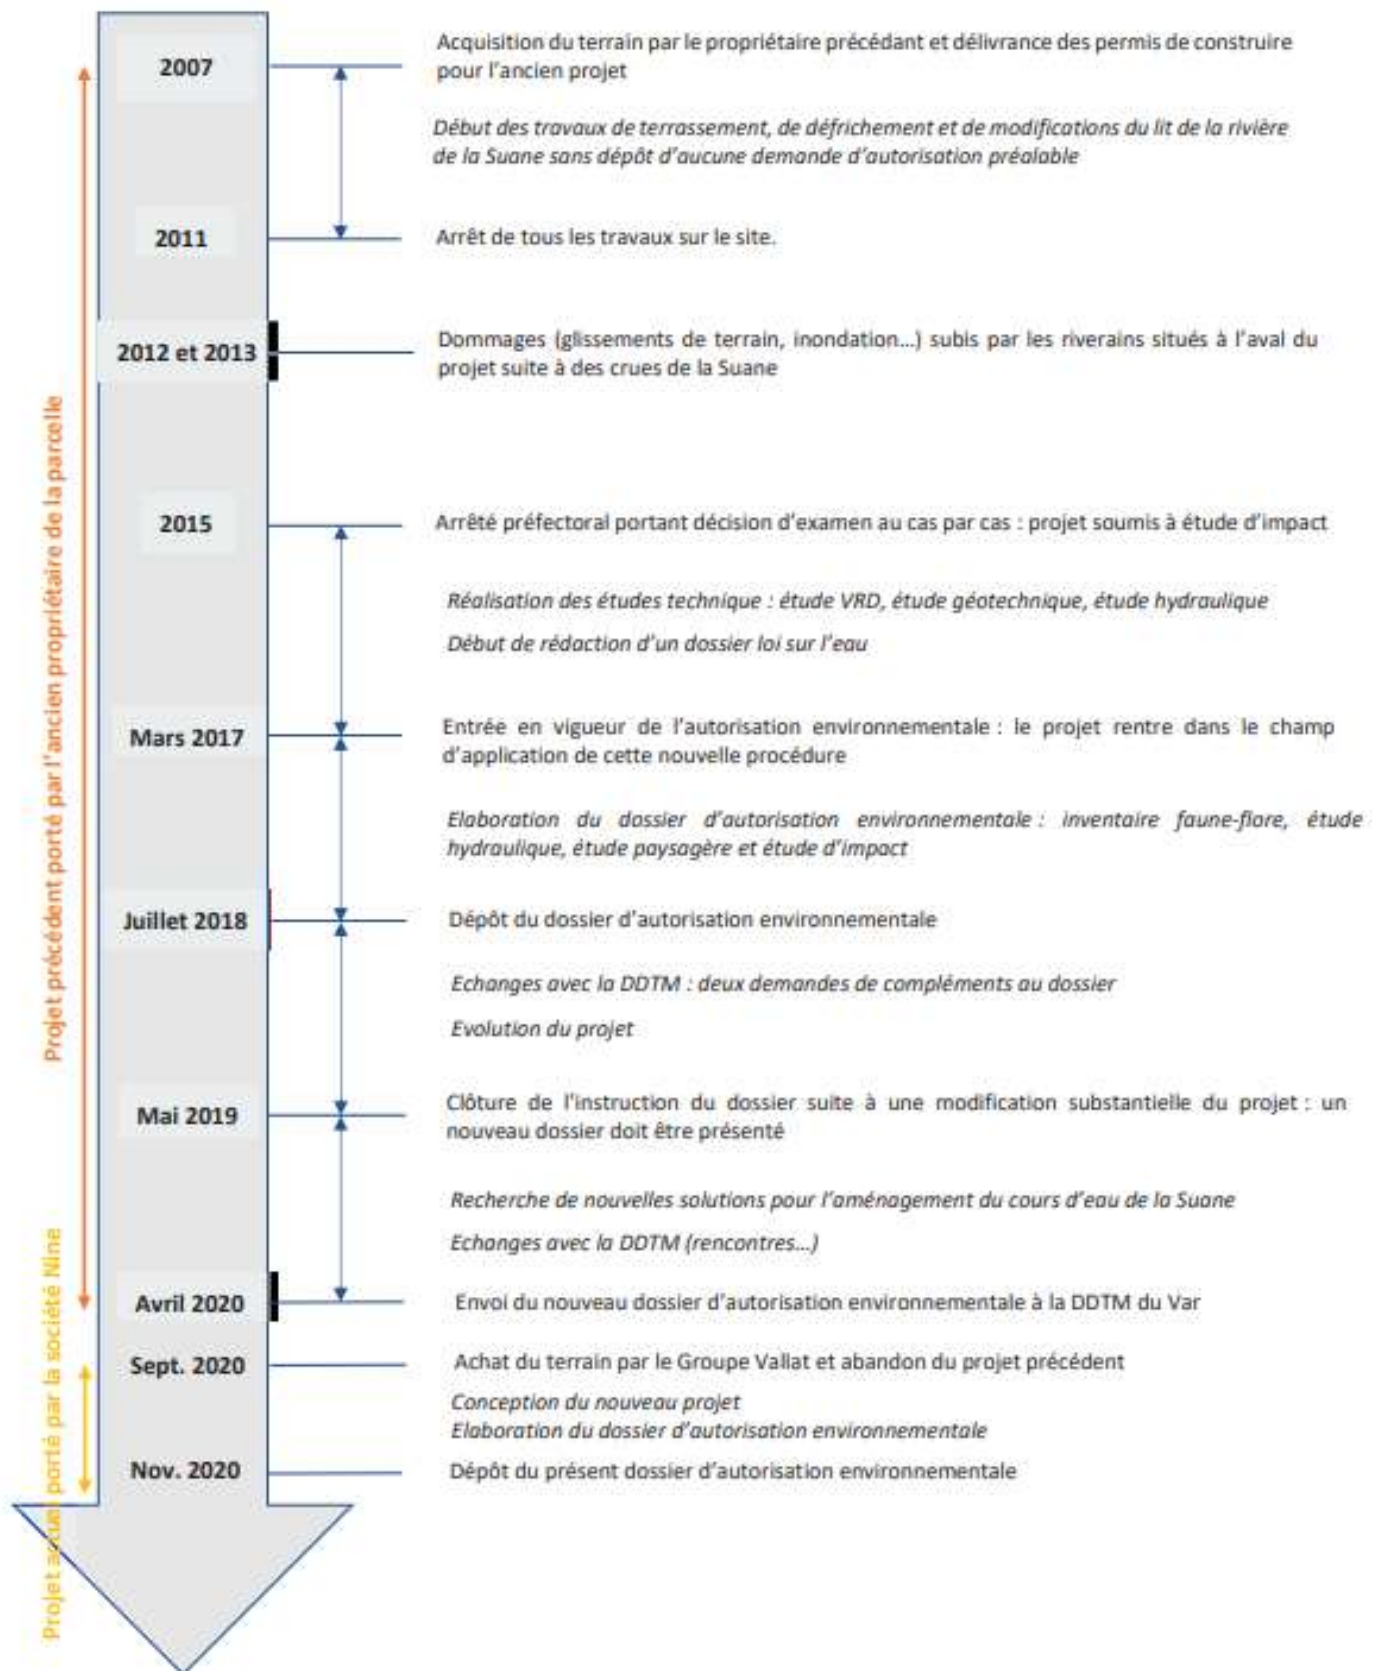 2007
Acquisition du terrain par le propriétaire précédant et délivrance des permis de construire
pour l'ancien projet
Début des travaux de terrassement, de défrichement et de modifications du lit de la rivière
de la Suane sans dépôt d'aucune demande d'autorisation préalable
2011
Arrêt de tous les travaux sur le site.
2012 et 2013
Dommages (glissements de terrain, inondation…) subis par les riverains situés à l'aval du
projet suite à des crues de la Suane
2015
Arrêté préfectoral portant décision d'examen au cas par cas : projet soumis à étude d'impact
Réalisation des études technique : étude VRD, étude géotechnique, étude hydraulique
Début de rédaction d'un dossier loi sur l'eau
Mars 2017
Entrée en vigueur de l'autorisation environnementale : le projet rentre dans le champ
d'application de cette nouvelle procédure
Elaboration du dossier d'autorisation environnementale : inventaire faune-flore, étude
hydraulique, étude paysagère et étude d'impact
Juillet 2018
Dépôt du dossier d'autorisation environnementale
Echanges avec la DDTM : deux demandes de compléments au dossier
Evolution du projet
Mai 2019
Clôture de l'instruction du dossier suite à une modification substantielle du projet : un
nouveau dossier doit être présenté
Recherche de nouvelles solutions pour l'aménagement du cours d'eau de la Suane
Echanges avec la DDTM (rencontres…)
Avril 2020
Envoi du nouveau dossier d'autorisation environnementale à la DDTM du Var
Sept. 2020
Achat du terrain par le Groupe Vallat et abandon du projet précédent
Conception du nouveau projet
Elaboration du dossier d'autorisation environnementale
Nov. 2020
Dépôt du présent dossier d'autorisation environnementale
Projet précédent porté par l'ancien propriétaire de la parcelle
Projet actuel porté par la société Nine